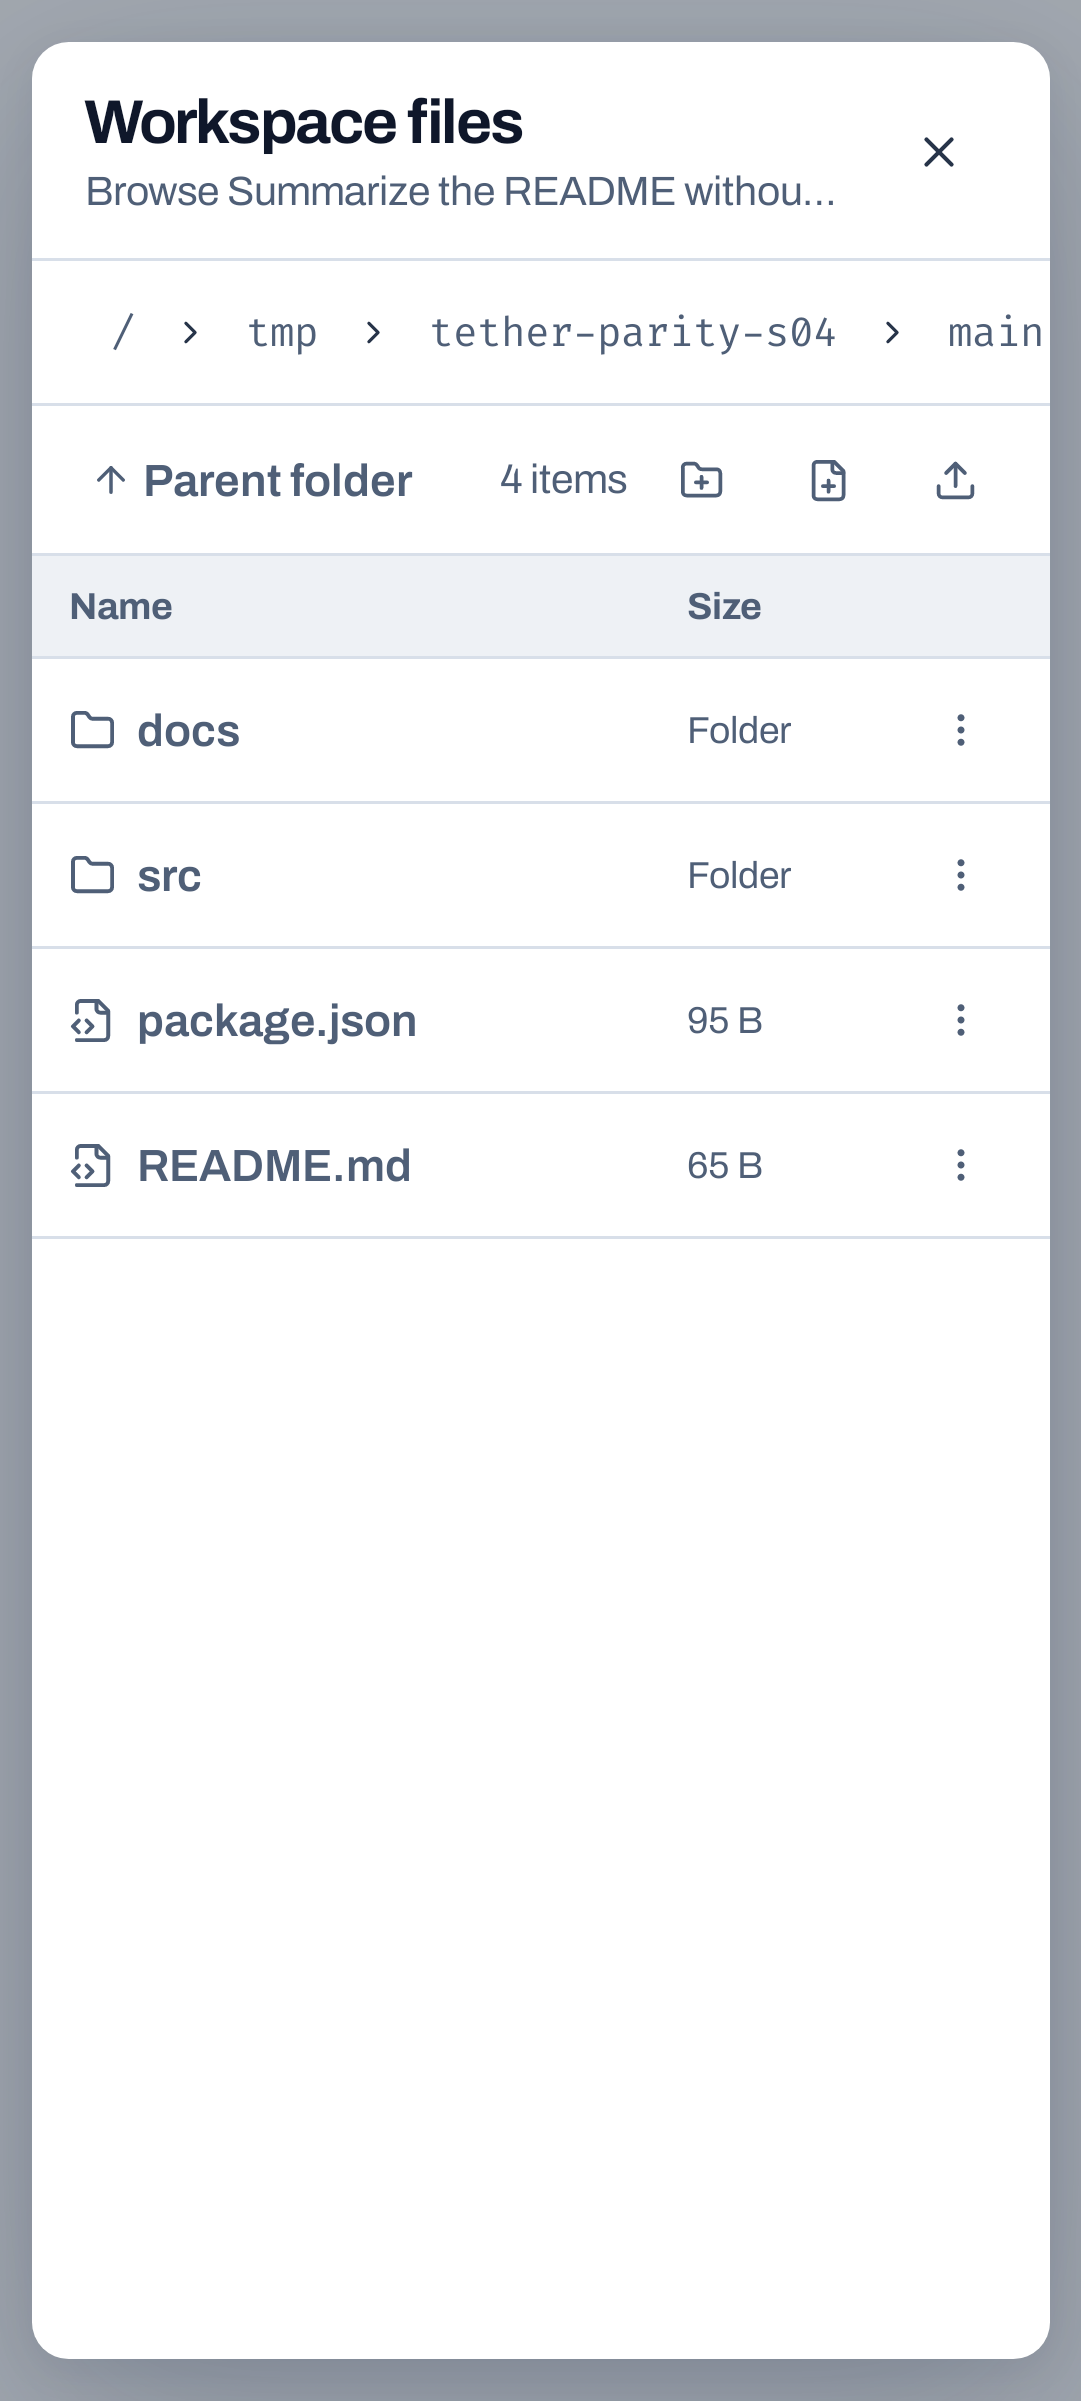 Workspace files
Browse Summarize the README withou...
/ > tmp > tether-parity-s04 > main
Parent folder 4 items
Name Size
docs Folder
src Folder
package.json 95 B
README.md 65 B